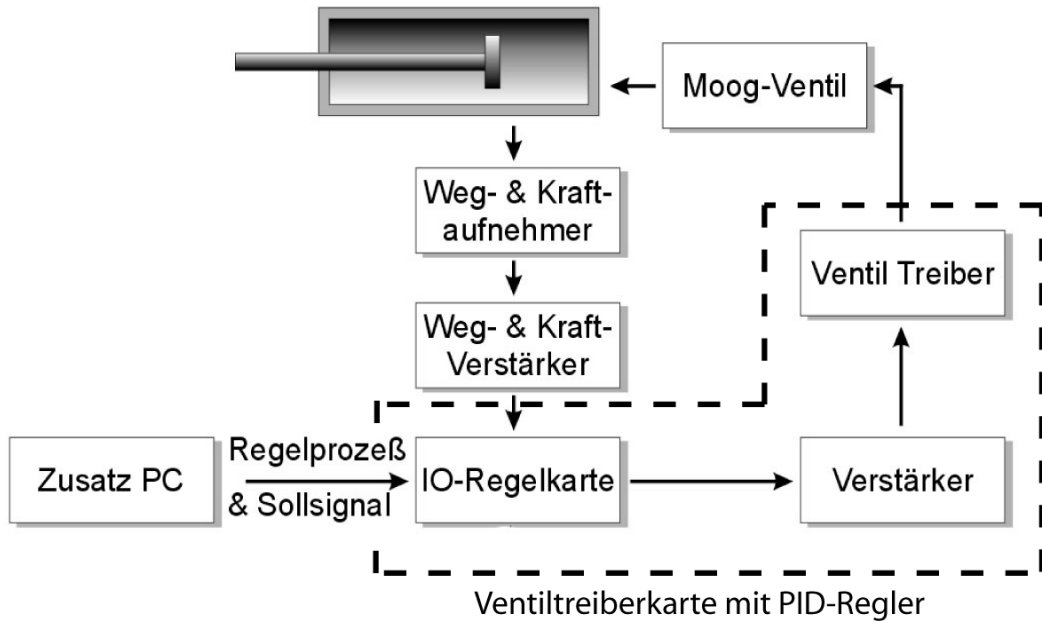 Moog-Ventil
Weg- & Kraft-
aufnehmer
Ventil Treiber
Weg- & Kraft-
Verstärker
Zusatz PC
Regelprozeß
& Sollsignal
IO-Regelkarte
Verstärker
Ventiltreiberkarte mit PID-Regler